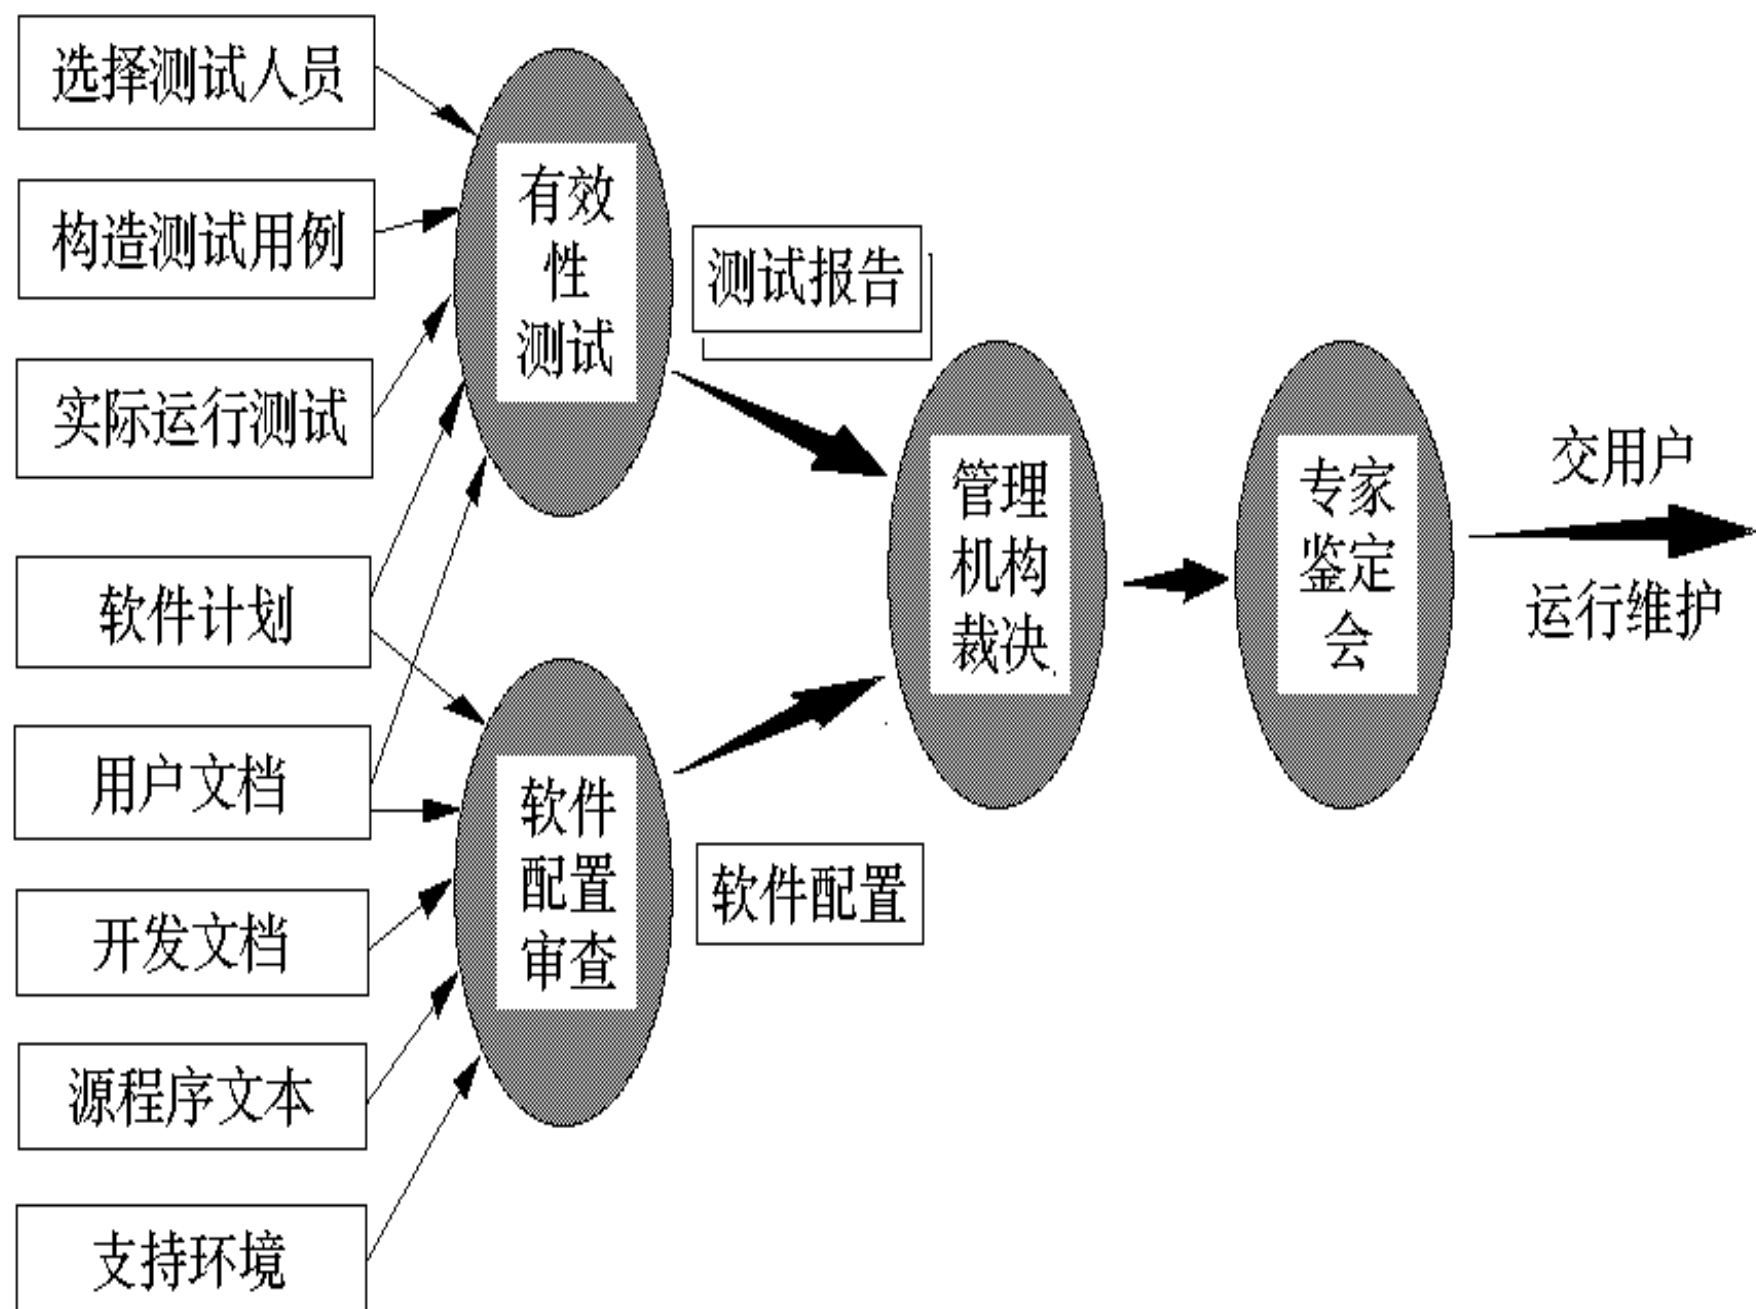 选择测试人员
构造测试用例
实际运行测试
软件计划
用户文档
开发文档
源程序文本
支持环境
有效
性
测试
软件
配置
审查
测试报告
软件配置
管理
机构
裁决
专家
鉴定
会
交用户
运行维护